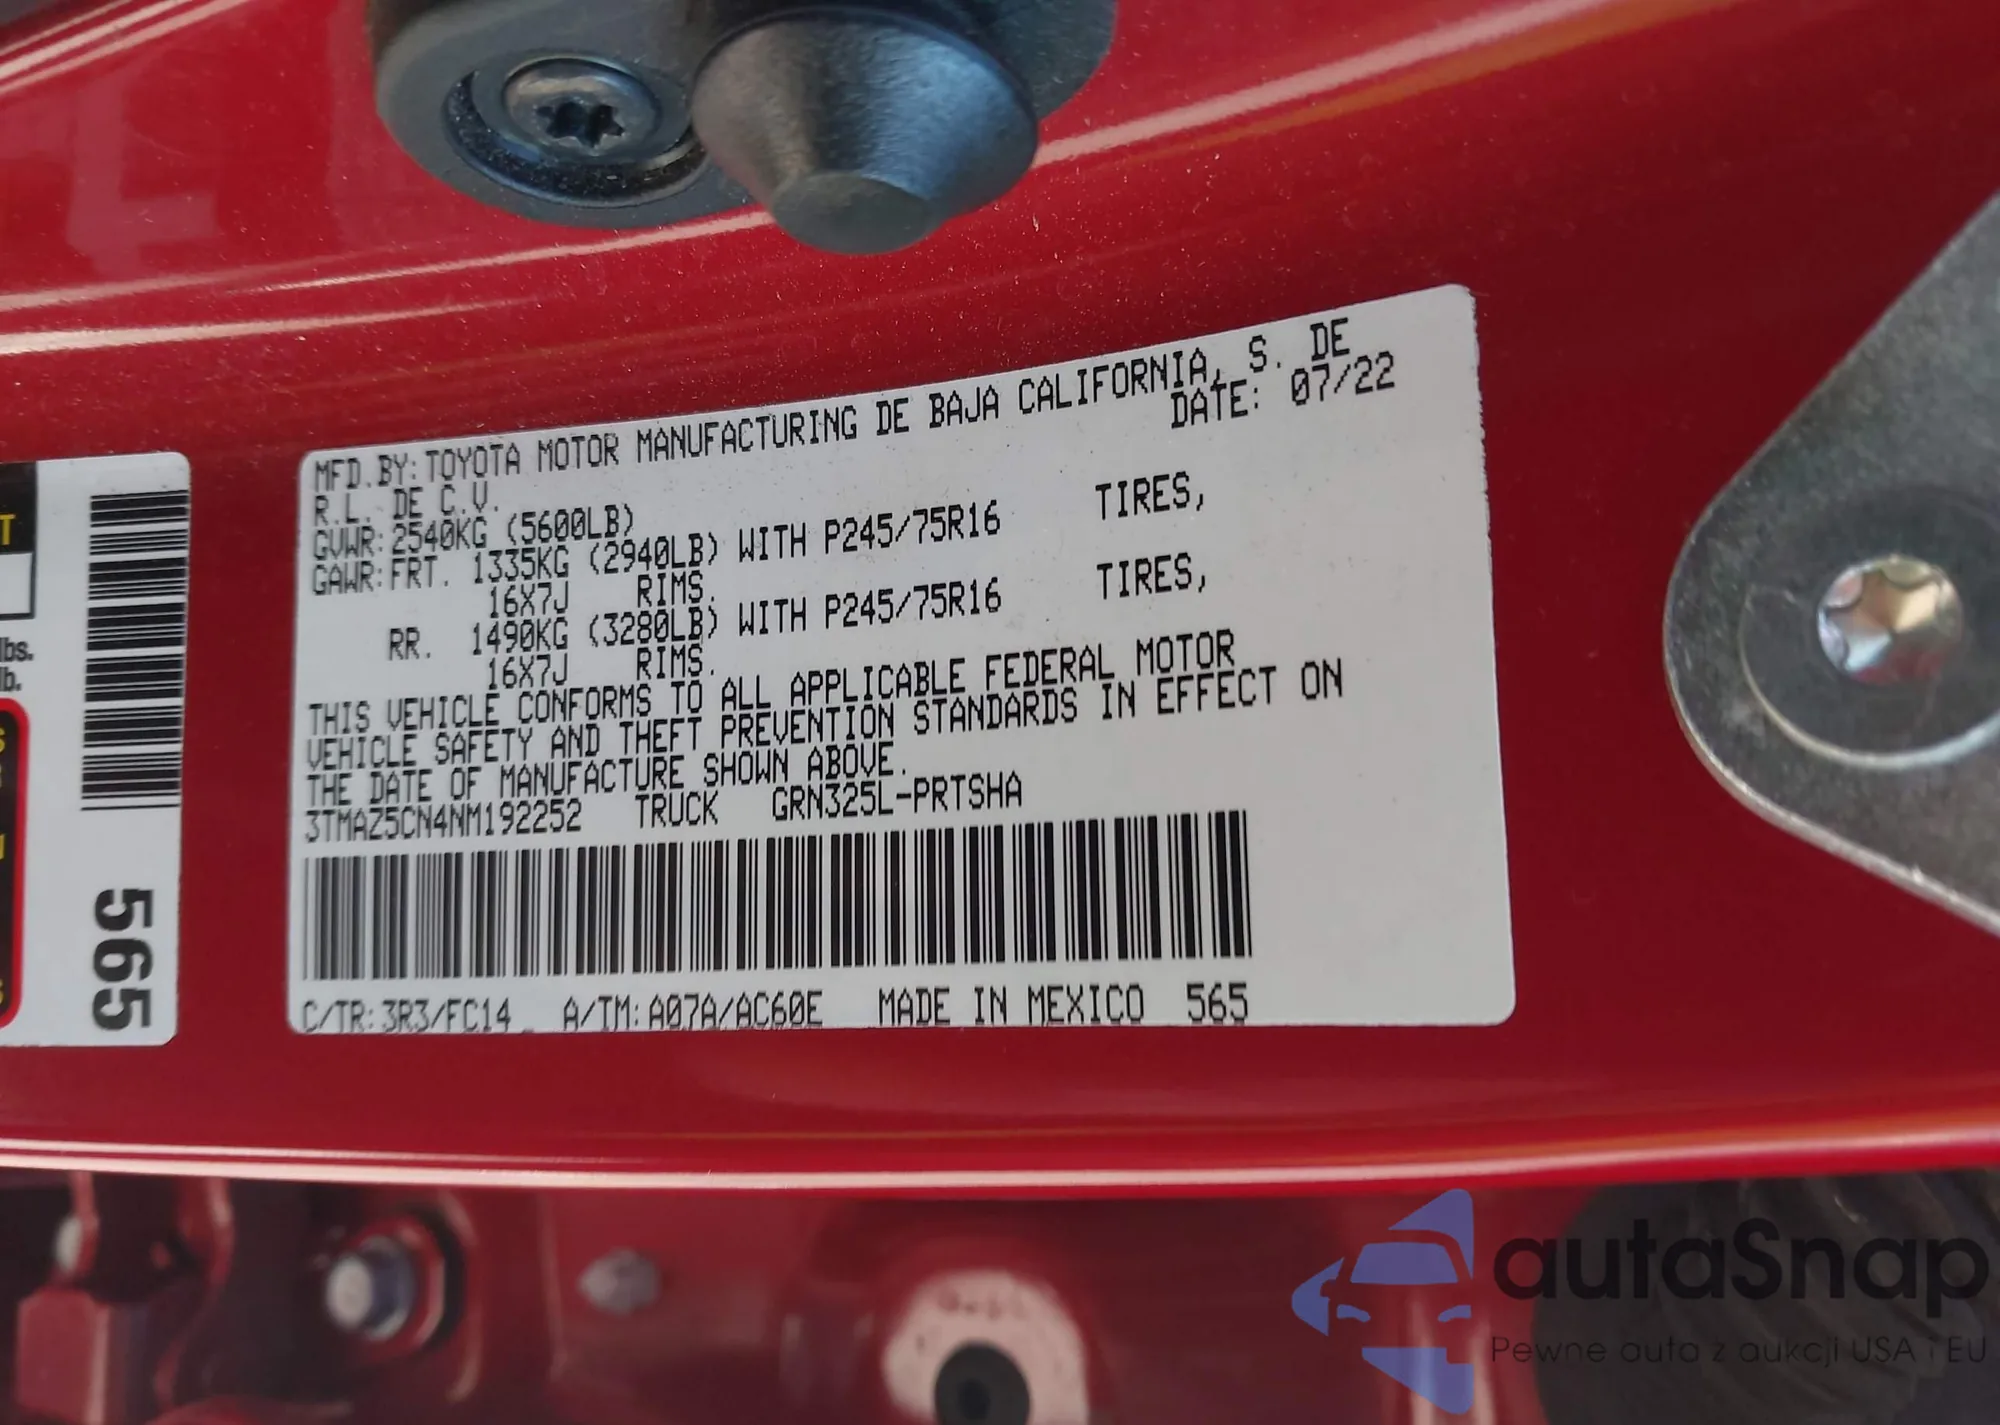 MFD.BY:TOYOTA MOTOR MANUFACTURING DE BAJA CALIFORNIA, S. DE
R.L. DE C.V. DATE: 07/22
GVWR:2540KG (5600LB)
GAWR:FRT. 1335KG (2940LB) WITH P245/75R16 TIRES,
16X7J RIMS.
RR. 1490KG (3280LB) WITH P245/75R16 TIRES,
16X7J RIMS.
THIS VEHICLE CONFORMS TO ALL APPLICABLE FEDERAL MOTOR
VEHICLE SAFETY AND THEFT PREVENTION STANDARDS IN EFFECT ON
THE DATE OF MANUFACTURE SHOWN ABOVE.
3TMAZ5CN4NM192252 TRUCK GRN325L-PRTSHA
C/TR:3R3/FC14 A/TM:A07A/AC60E MADE IN MEXICO 565
T
lbs.
lb.
565
autaSnap
Pewne auta z aukcji USA i EU